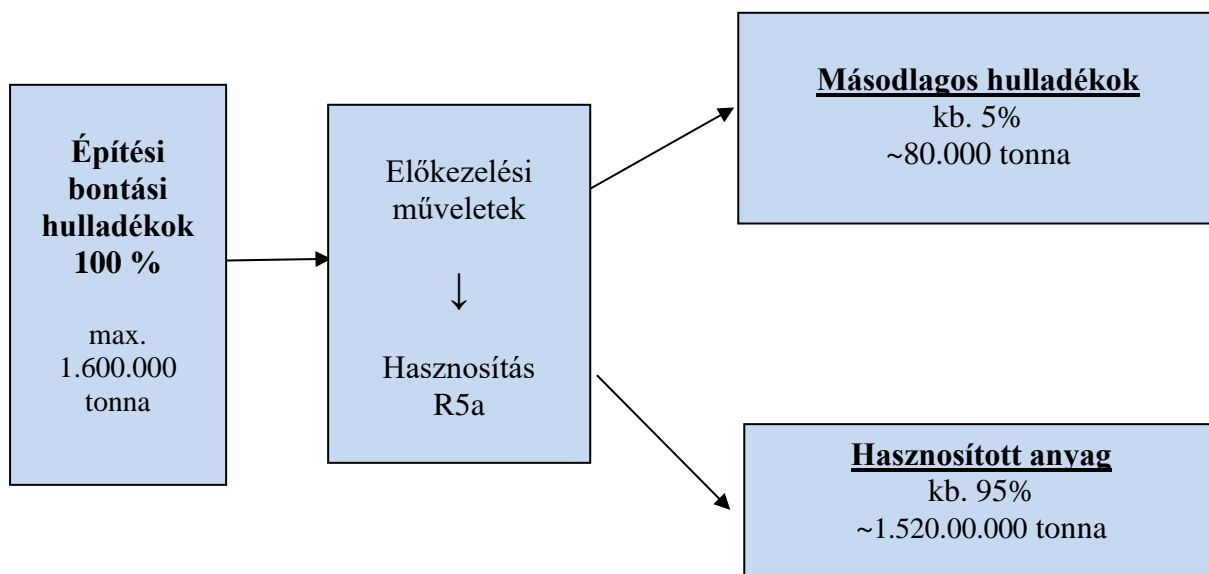 Építési
bontási
hulladékok
100 %
max.
1.600.000
tonna
Előkezelési
műveletek
↓
Hasznosítás
R5a
Másodlagos hulladékok
kb. 5%
~80.000 tonna
Hasznosított anyag
kb. 95%
~1.520.00.000 tonna